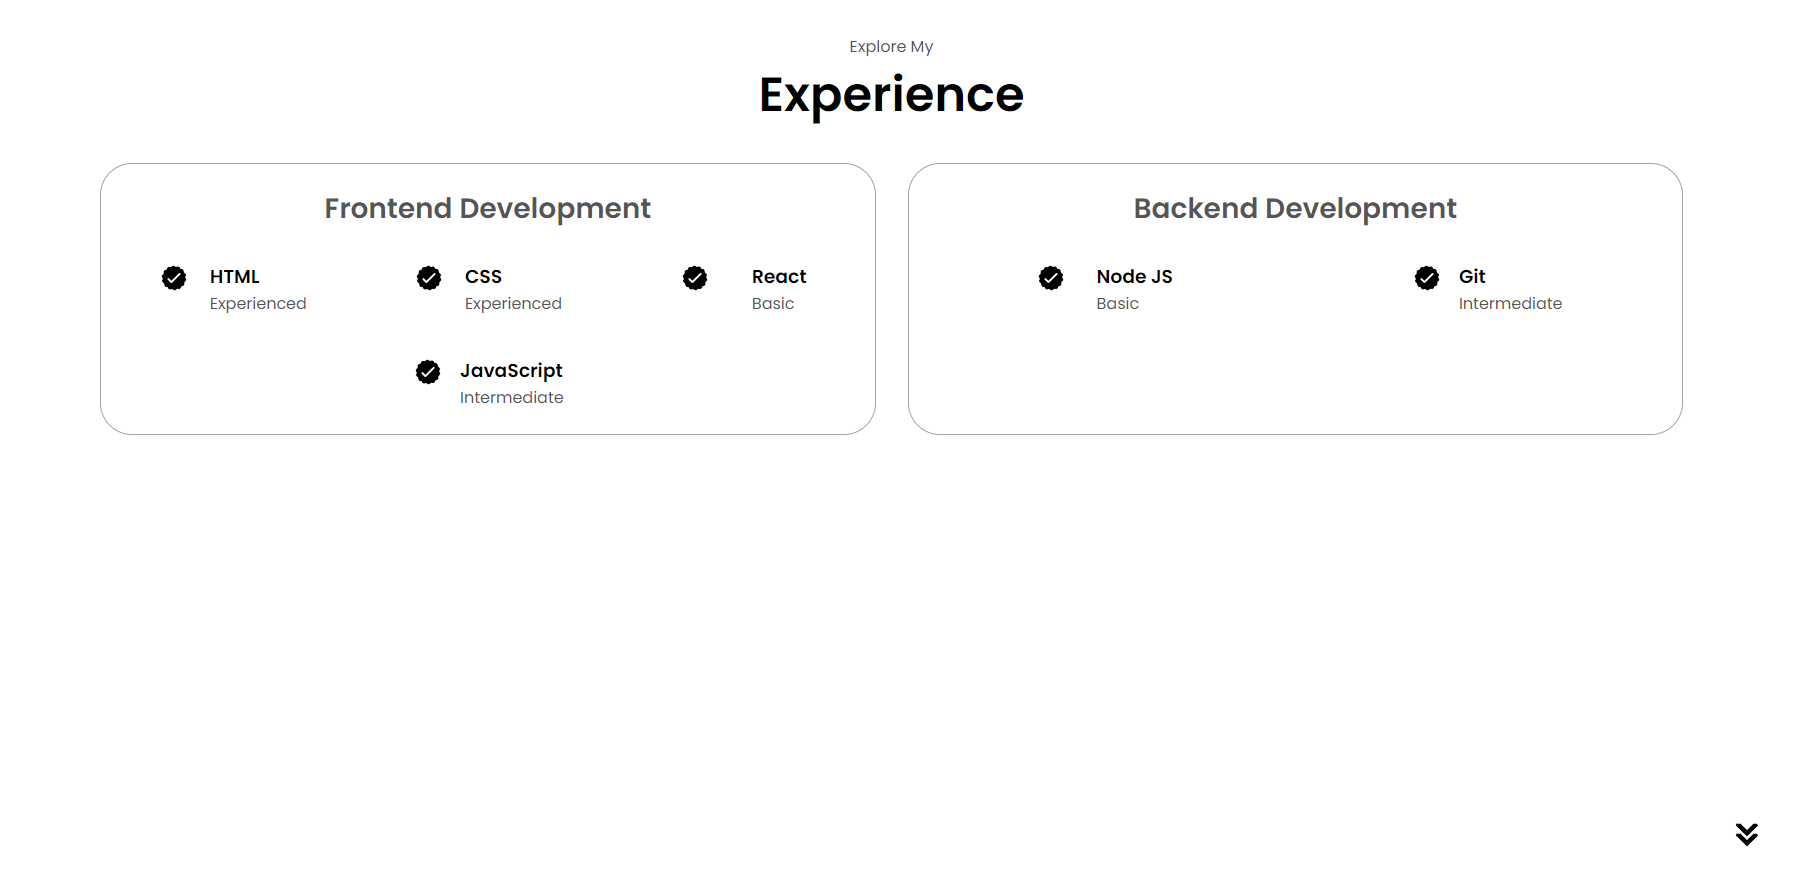 Explore My
Experience
Frontend Development
HTML
Experienced
CSS
Experienced
React
Basic
JavaScript
Intermediate
Backend Development
Node JS
Basic
Git
Intermediate